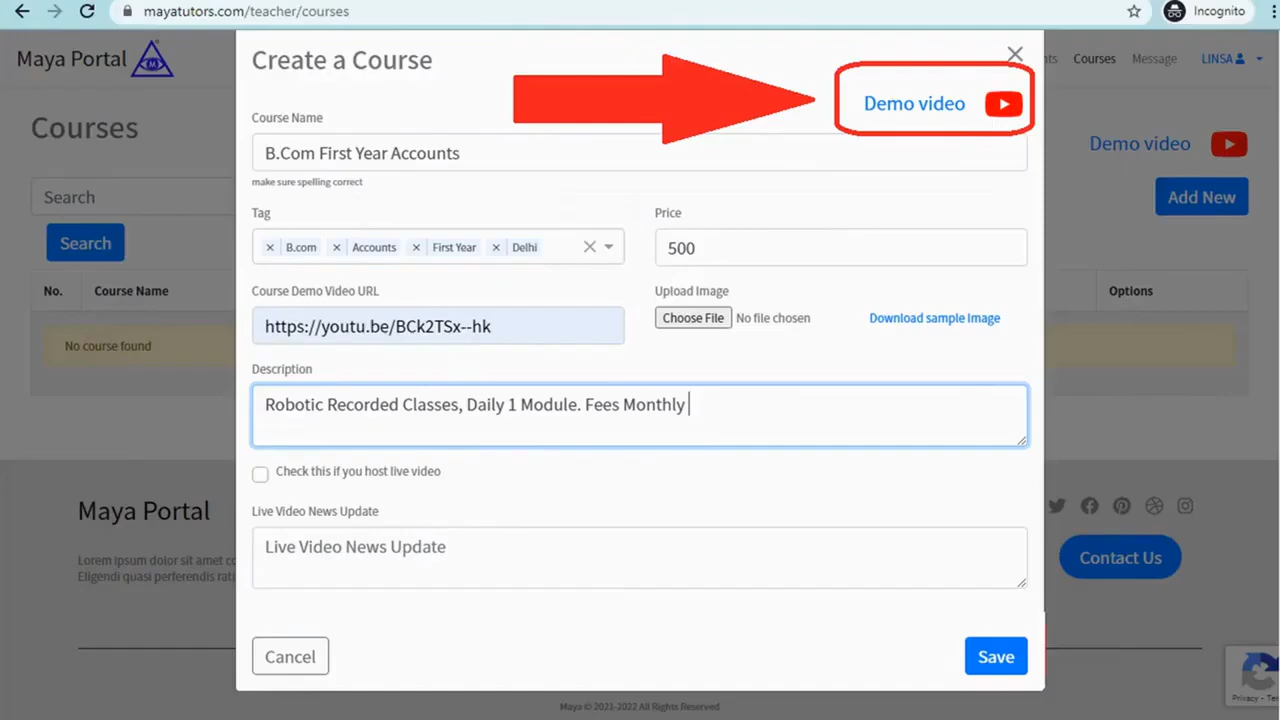 mayatutors.com/teacher/courses
Incognito
Maya Portal
M
Create a Course
nts Courses Message LINSA
Demo video
Course Name
Courses
B.Com First Year Accounts
Demo video
make sure spelling correct
Search
Add New
Tag
Price
× B.com × Accounts × First Year × Delhi
500
Search
Course Demo Video URL
Upload Image
No. Course Name
Options
https://youtu.be/BCk2TSx--hk
Choose File No file chosen
Download sample Image
No course found
Description
Robotic Recorded Classes, Daily 1 Module. Fees Monthly
Check this if you host live video
Maya Portal
Live Video News Update
Live Video News Update
Lorem ipsum dolor sit amet co
Eligendi quasi perferendis rati
Contact Us
Cancel
Save
Privacy - Te
Maya © 2021-2022 All Rights Reserved